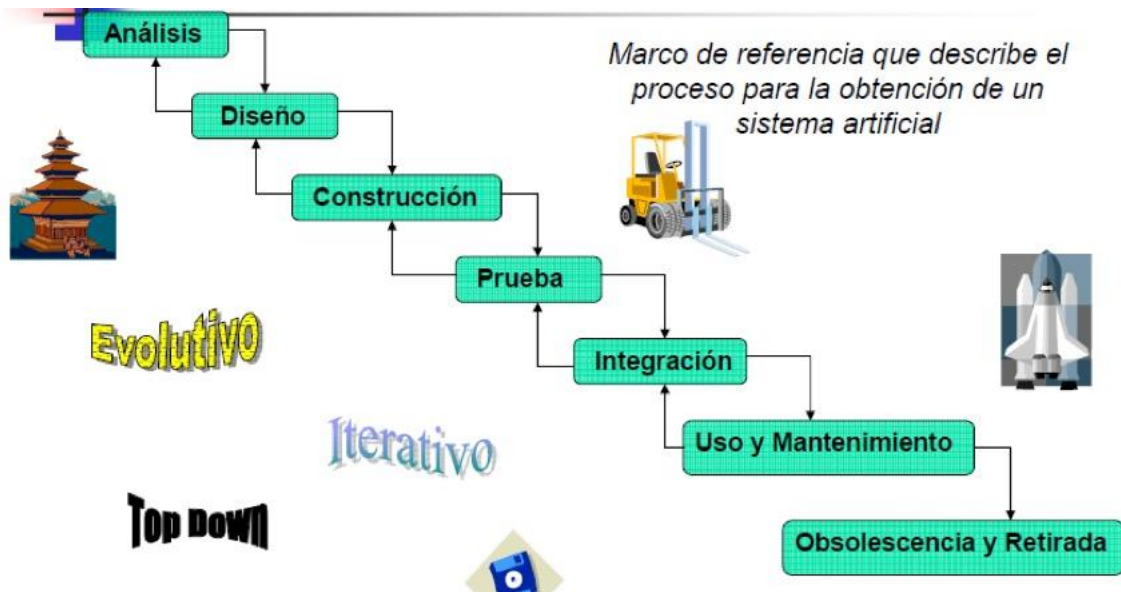 Análisis
Marco de referencia que describe el
proceso para la obtención de un
sistema artificial
Diseño
Construcción
Prueba
Evolutivo
Integración
Iterativo
Uso y Mantenimiento
Top Down
Obsolescencia y Retirada